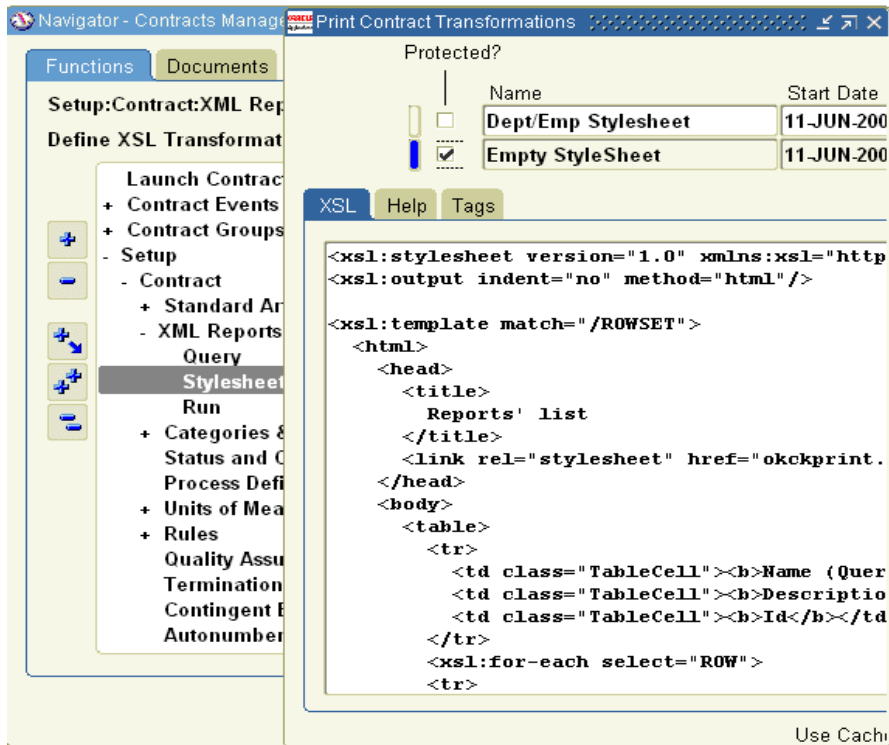 Navigator - Contracts Manage
Functions
Documents
Setup:Contract:XML Rep
Define XSL Transformat
Launch Contrac
+ Contract Events
+ Contract Groups
- Setup
- Contract
+ Standard Ar
- XML Reports
Query
Stylesheet
Run
+ Categories &
Status and C
Process Defi
+ Units of Mea
+ Rules
Quality Assu
Termination
Contingent E
Autonumber
ORACLE
Print Contract Transformations
Protected?
Name
Start Date
Dept/Emp Stylesheet
11-JUN-200
Empty StyleSheet
11-JUN-200
XSL
Help
Tags
<xsl:stylesheet version="1.0" xmlns:xsl="http
<xsl:output indent="no" method="html"/>
<xsl:template match="/ROWSET">
<html>
<head>
<title>
Reports' list
</title>
<link rel="stylesheet" href="okckprint.
</head>
<body>
<table>
<tr>
<td class="TableCell"><b>Name (Quer
<td class="TableCell"><b>Descriptio
<td class="TableCell"><b>Id</b></td
</tr>
<xsl:for-each select="ROW">
<tr>
Use Cach